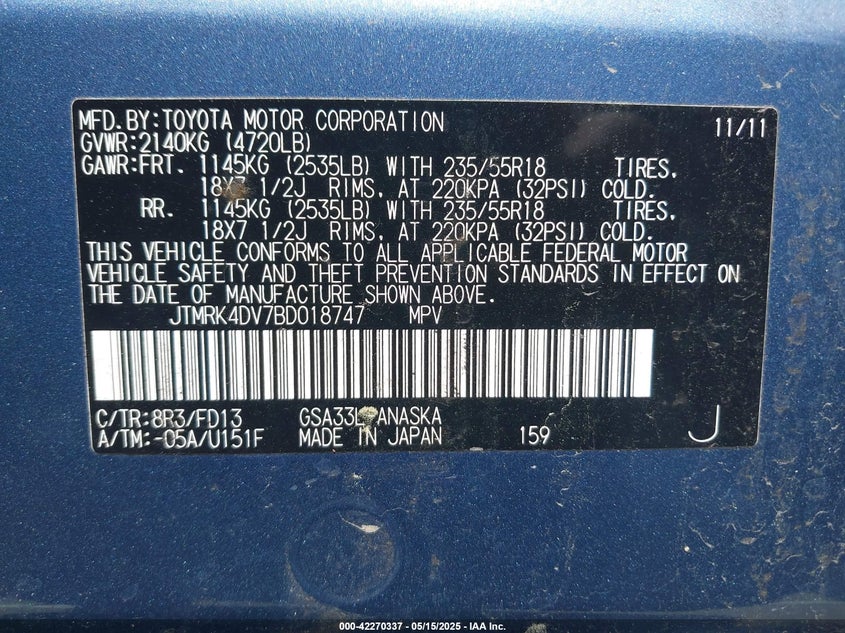 MFD.BY:TOYOTA MOTOR CORPORATION 11/11
GVWR:2140KG (4720LB)
GAWR:FRT. 1145KG (2535LB) WITH 235/55R18 TIRES,
18X7 1/2J RIMS, AT 220KPA (32PSI) COLD.
RR. 1145KG (2535LB) WITH 235/55R18 TIRES,
18X7 1/2J RIMS, AT 220KPA (32PSI) COLD.
THIS VEHICLE CONFORMS TO ALL APPLICABLE FEDERAL MOTOR
VEHICLE SAFETY AND THEFT PREVENTION STANDARDS IN EFFECT ON
THE DATE OF MANUFACTURE SHOWN ABOVE.
JTMRK4DV7BD018747 MPV
C/TR:8R3/FD13 ANASKA
A/TM:-05A/U151F MADE IN JAPAN 159 J
000-42270337 - 05/15/2025 - IAA Inc.